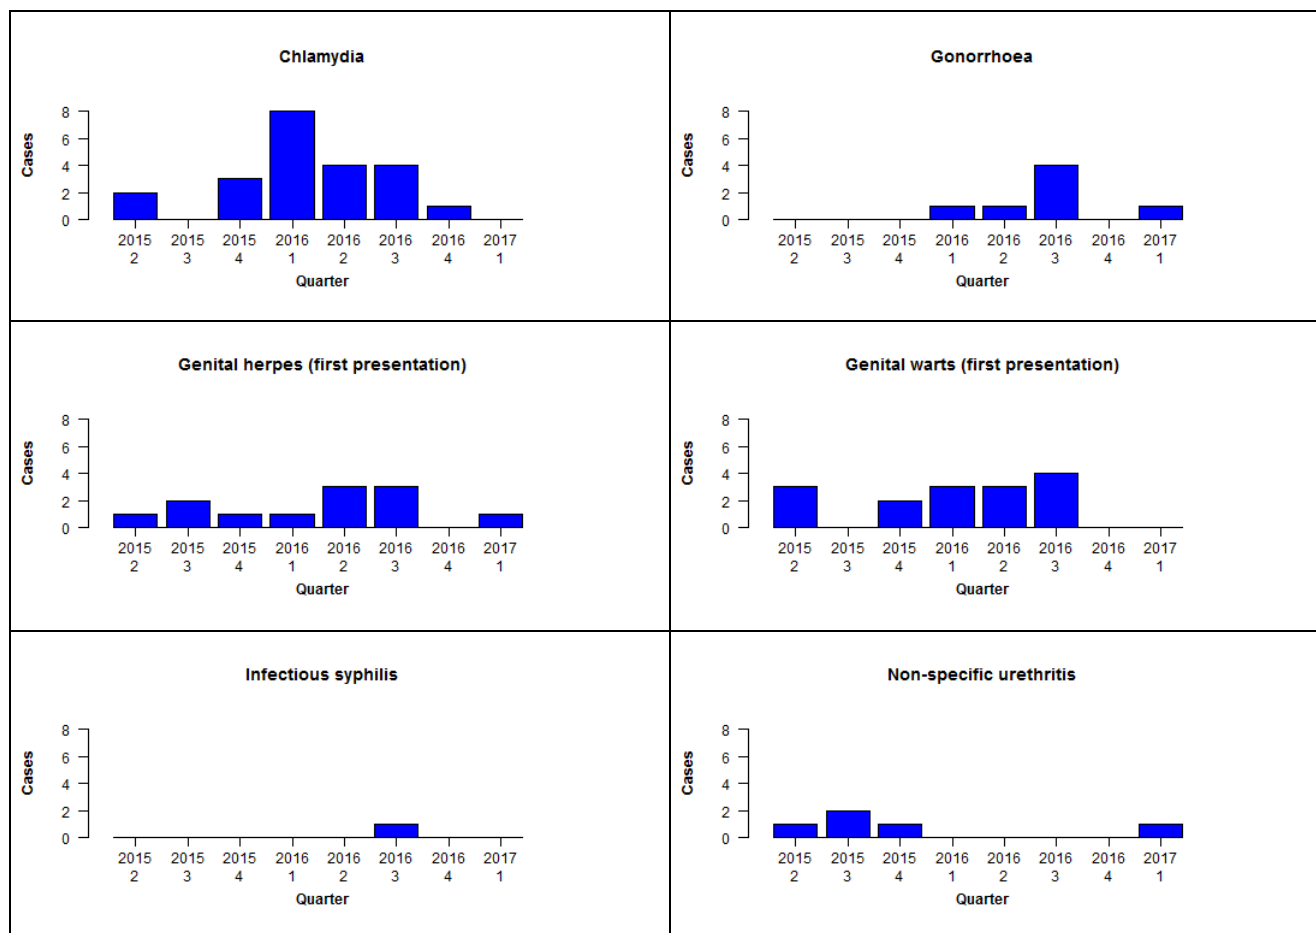 Chlamydia
Cases
8
6
4
2
0
2015 2015 2015 2016 2016 2016 2016 2017
2 3 4 1 2 3 4 1
Quarter
Gonorrhoea
Cases
8
6
4
2
0
2015 2015 2015 2016 2016 2016 2016 2017
2 3 4 1 2 3 4 1
Quarter
Genital herpes (first presentation)
Cases
8
6
4
2
0
2015 2015 2015 2016 2016 2016 2016 2017
2 3 4 1 2 3 4 1
Quarter
Genital warts (first presentation)
Cases
8
6
4
2
0
2015 2015 2015 2016 2016 2016 2016 2017
2 3 4 1 2 3 4 1
Quarter
Infectious syphilis
Cases
8
6
4
2
0
2015 2015 2015 2016 2016 2016 2016 2017
2 3 4 1 2 3 4 1
Quarter
Non-specific urethritis
Cases
8
6
4
2
0
2015 2015 2015 2016 2016 2016 2016 2017
2 3 4 1 2 3 4 1
Quarter